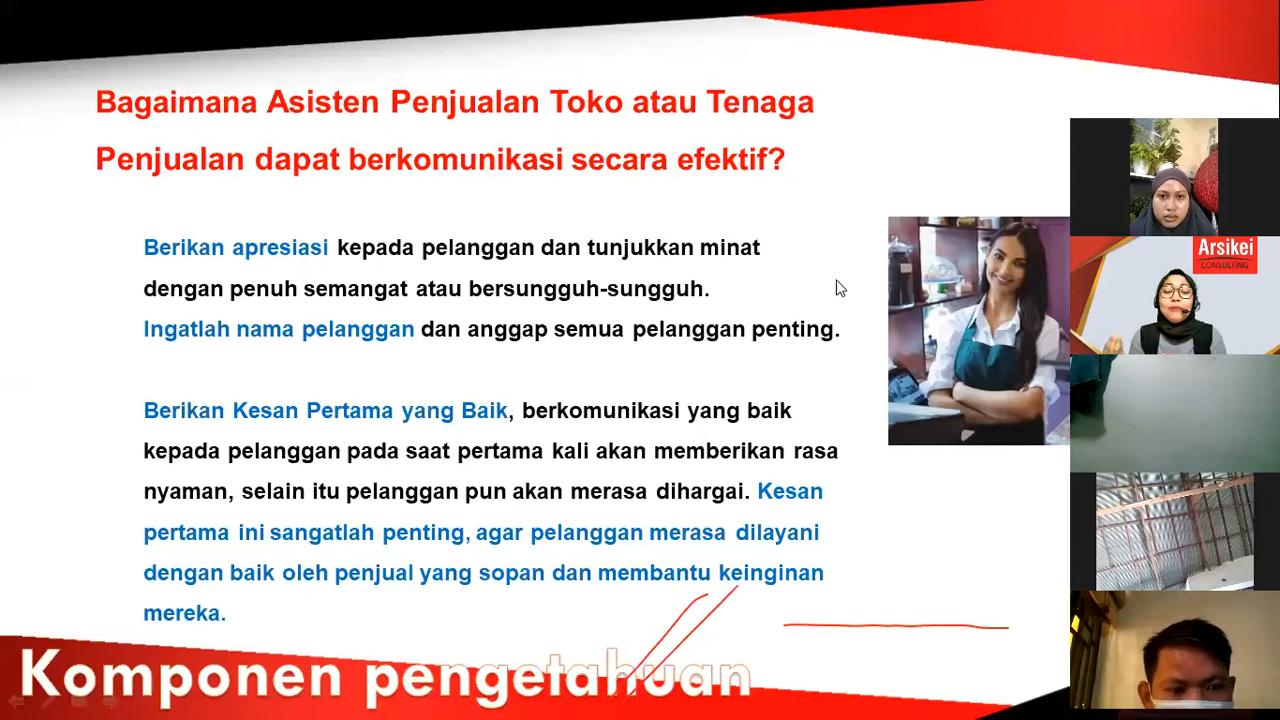 Bagaimana Asisten Penjualan Toko atau Tenaga
Penjualan dapat berkomunikasi secara efektif?
Berikan apresiasi kepada pelanggan dan tunjukkan minat
dengan penuh semangat atau bersungguh-sungguh.
Ingatlah nama pelanggan dan anggap semua pelanggan penting.
Berikan Kesan Pertama yang Baik, berkomunikasi yang baik
kepada pelanggan pada saat pertama kali akan memberikan rasa
nyaman, selain itu pelanggan pun akan merasa dihargai. Kesan
pertama ini sangatlah penting, agar pelanggan merasa dilayani
dengan baik oleh penjual yang sopan dan membantu keinginan
mereka.
Komponen pengetahuan
Arsikei
CONSULTING